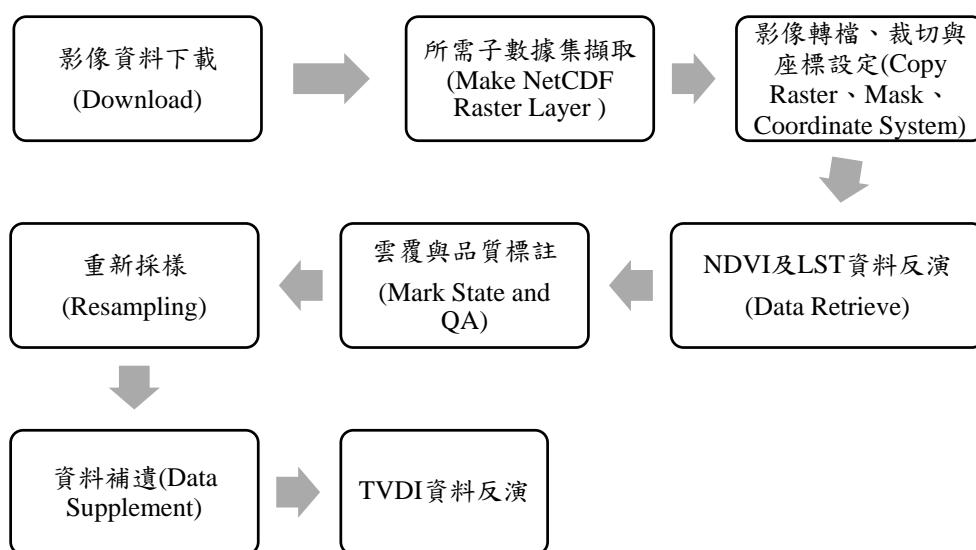 影像資料下載
(Download)
所需子數據集擷取
(Make NetCDF
Raster Layer )
影像轉檔、裁切與
座標設定(Copy
Raster、Mask、
Coordinate System)
NDVI及LST資料反演
(Data Retrieve)
雲覆與品質標註
(Mark State and
QA)
重新採樣
(Resampling)
資料補遺(Data
Supplement)
TVDI資料反演